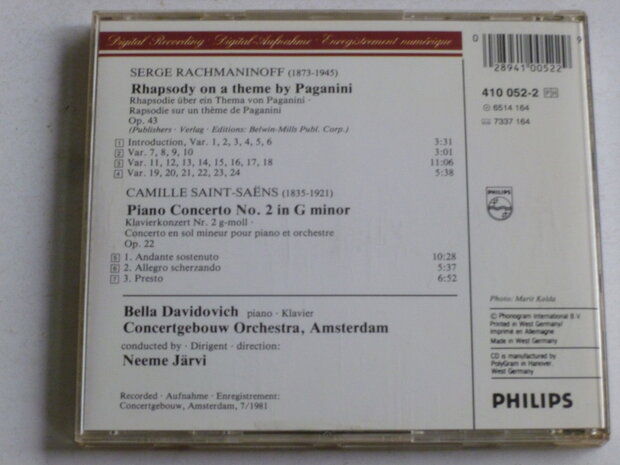 Digital Recording · Digital-Aufnahme · Enregistrement numérique
SERGE RACHMANINOFF (1873-1945)
Rhapsody on a theme by Paganini
Rhapsodie über ein Thema von Paganini ·
Rapsodie sur un thème de Paganini
Op. 43
(Publishers · Verlag · Editions: Belwin-Mills Publ. Corp.)
1 Introduction, Var. 1, 2, 3, 4, 5, 6 3:31
2 Var. 7, 8, 9, 10 3:01
3 Var. 11, 12, 13, 14, 15, 16, 17, 18 11:06
4 Var. 19, 20, 21, 22, 23, 24 5:38
CAMILLE SAINT-SAËNS (1835-1921)
Piano Concerto No. 2 in G minor
Klavierkonzert Nr. 2 g-moll ·
Concerto en sol mineur pour piano et orchestre
Op. 22
5 1. Andante sostenuto 10:28
6 2. Allegro scherzando 5:37
7 3. Presto 6:52
Bella Davidovich piano · Klavier
Concertgebouw Orchestra, Amsterdam
conducted by · Dirigent · direction:
Neeme Järvi
Recorded · Aufnahme · Enregistrement:
Concertgebouw, Amsterdam, 7/1981
0 28941 00522 9
410 052-2 PH
6514 164
7337 164
PHILIPS
Photo: Marit Kalda
© Phonogram International B.V.
Printed in West Germany/
Imprimé en Allemagne
Made in West Germany
CD is manufactured by
PolyGram in Hanover,
West Germany
PHILIPS